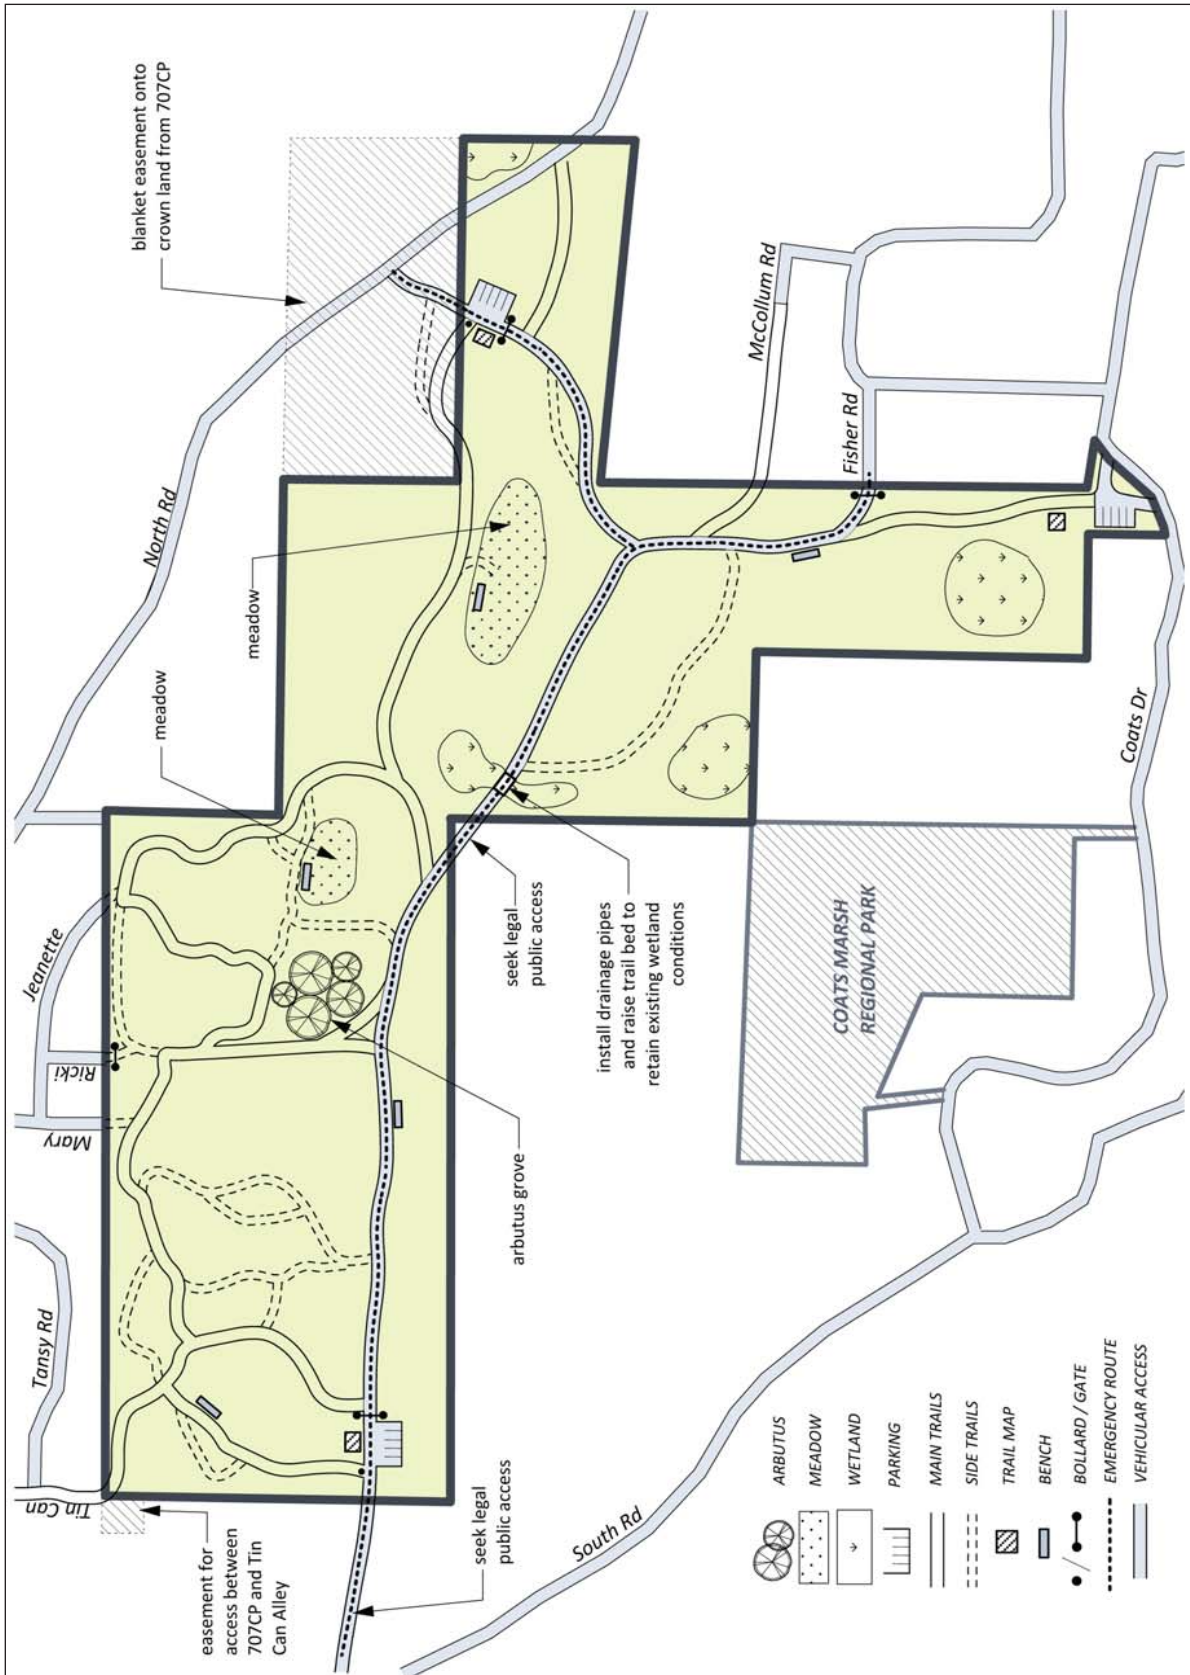 blanket easement onto
crown land from 707CP
North Rd
meadow
meadow
McCollum Rd
Fisher Rd
Jeanette
Ricki
Mary
Tansy Rd
Tin Can
easement for
access between
707CP and Tin
Can Alley
seek legal
public access
arbutus grove
seek legal
public access
install drainage pipes
and raise trail bed to
retain existing wetland
conditions
COATS MARSH
REGIONAL PARK
Coats Dr
South Rd
ARBUTUS
MEADOW
WETLAND
PARKING
MAIN TRAILS
SIDE TRAILS
TRAIL MAP
BENCH
BOLLARD / GATE
EMERGENCY ROUTE
VEHICULAR ACCESS